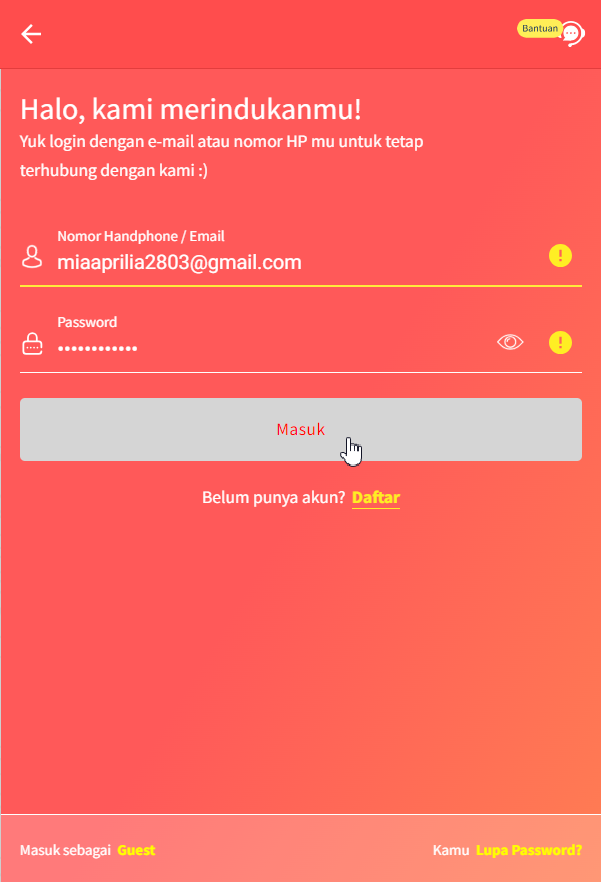 Bantuan
Halo, kami merindukanmu!
Yuk login dengan e-mail atau nomor HP mu untuk tetap
terhubung dengan kami :)
Nomor Handphone / Email
miaaprilia2803@gmail.com
Password
••••••••••••
Masuk
Belum punya akun? Daftar
Masuk sebagai Guest
Kamu Lupa Password?